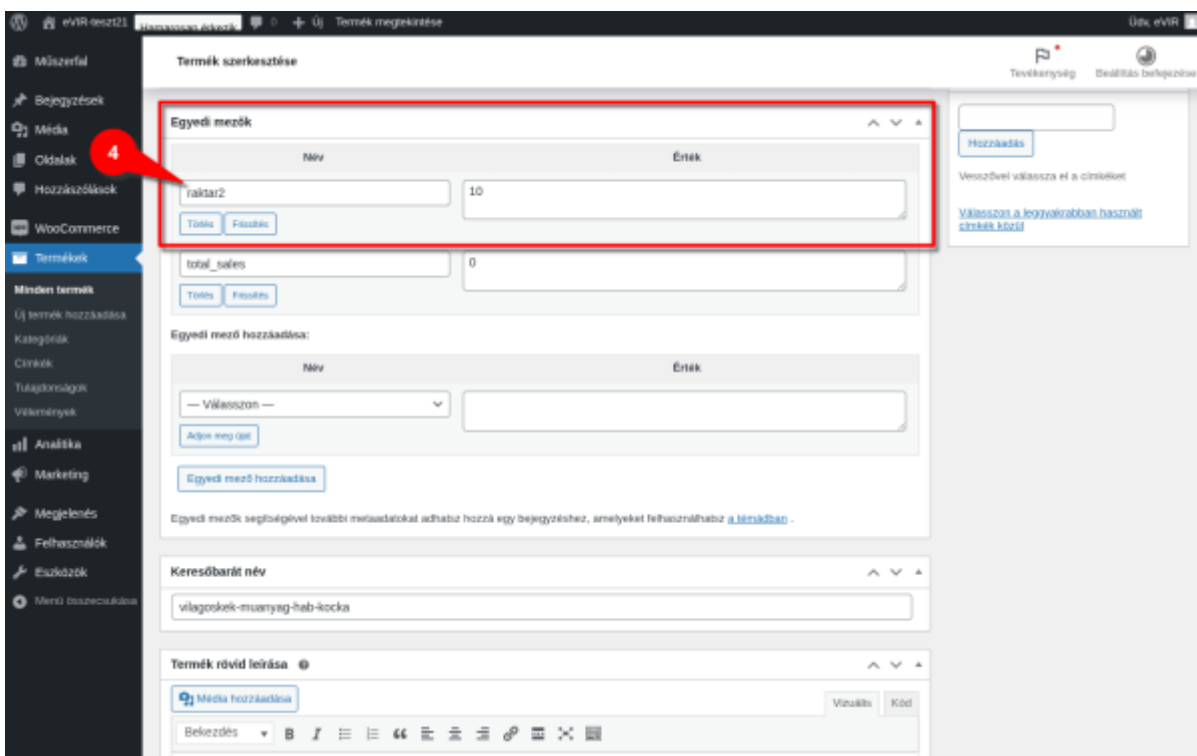 eVIR-teszt21
0
Új
Termék megtekintése
Üdv, eVIR
Műszerfal
Bejegyzések
Média
Oldalak
Hozzászólások
WooCommerce
Termékek
Minden termék
Új termék hozzáadása
Kategóriák
Címkék
Tulajdonságok
Vélemények
Analitika
Marketing
Megjelenés
Felhasználók
Eszközök
Menü összecsukása
Termék szerkesztése
Tevékenység
Beállítás befejezése
Egyedi mezők
Név
Érték
4
raktar2
10
Törlés
Frissítés
total_sales
0
Törlés
Frissítés
Egyedi mező hozzáadása:
Név
Érték
— Válasszon —
Adjon meg újat
Egyedi mező hozzáadása
Egyedi mezők segítségével további metaadatokat adhatsz hozzá egy bejegyzéshez, amelyeket felhasználhatsz a témádban .
Keresőbarát név
vilagoskek-muanyag-hab-kocka
Termék rövid leírása
Média hozzáadása
Vizuális
Kód
Bekezdés
B
I
Hozzáadás
Vesszővel válassza el a címkéket
Válasszon a leggyakrabban használt
címkék közül